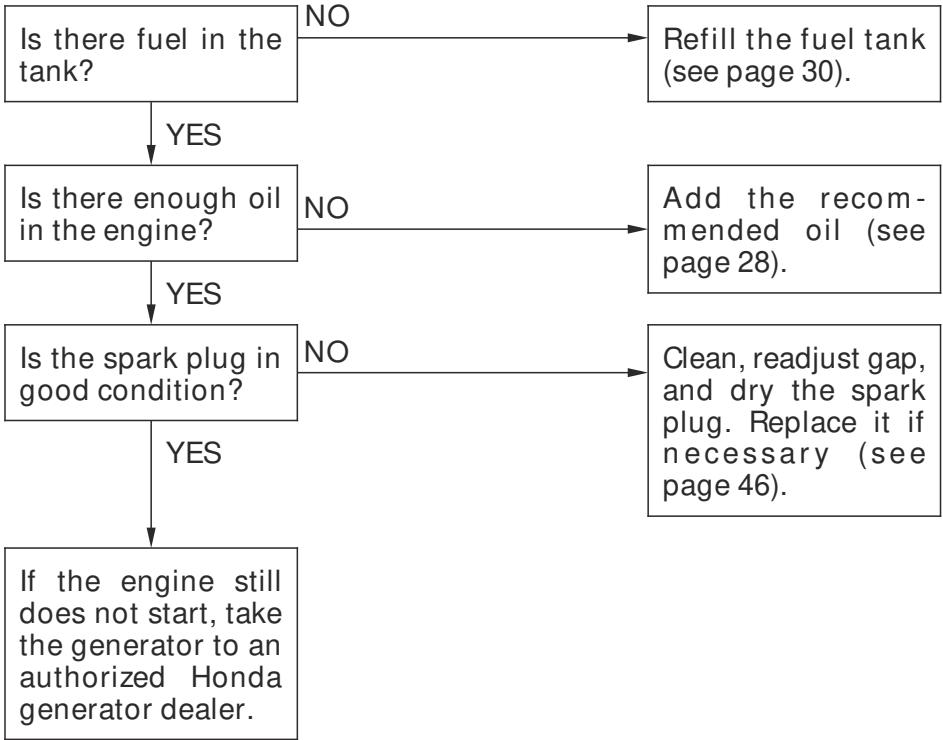 Is there fuel in the
tank?
NO
Refill the fuel tank
(see page 30).
YES
Is there enough oil
in the engine?
NO
Add the recom-
mended oil (see
page 28).
YES
Is the spark plug in
good condition?
NO
Clean, readjust gap,
and dry the spark
plug. Replace it if
necessary (see
page 46).
YES
If the engine still
does not start, take
the generator to an
authorized Honda
generator dealer.